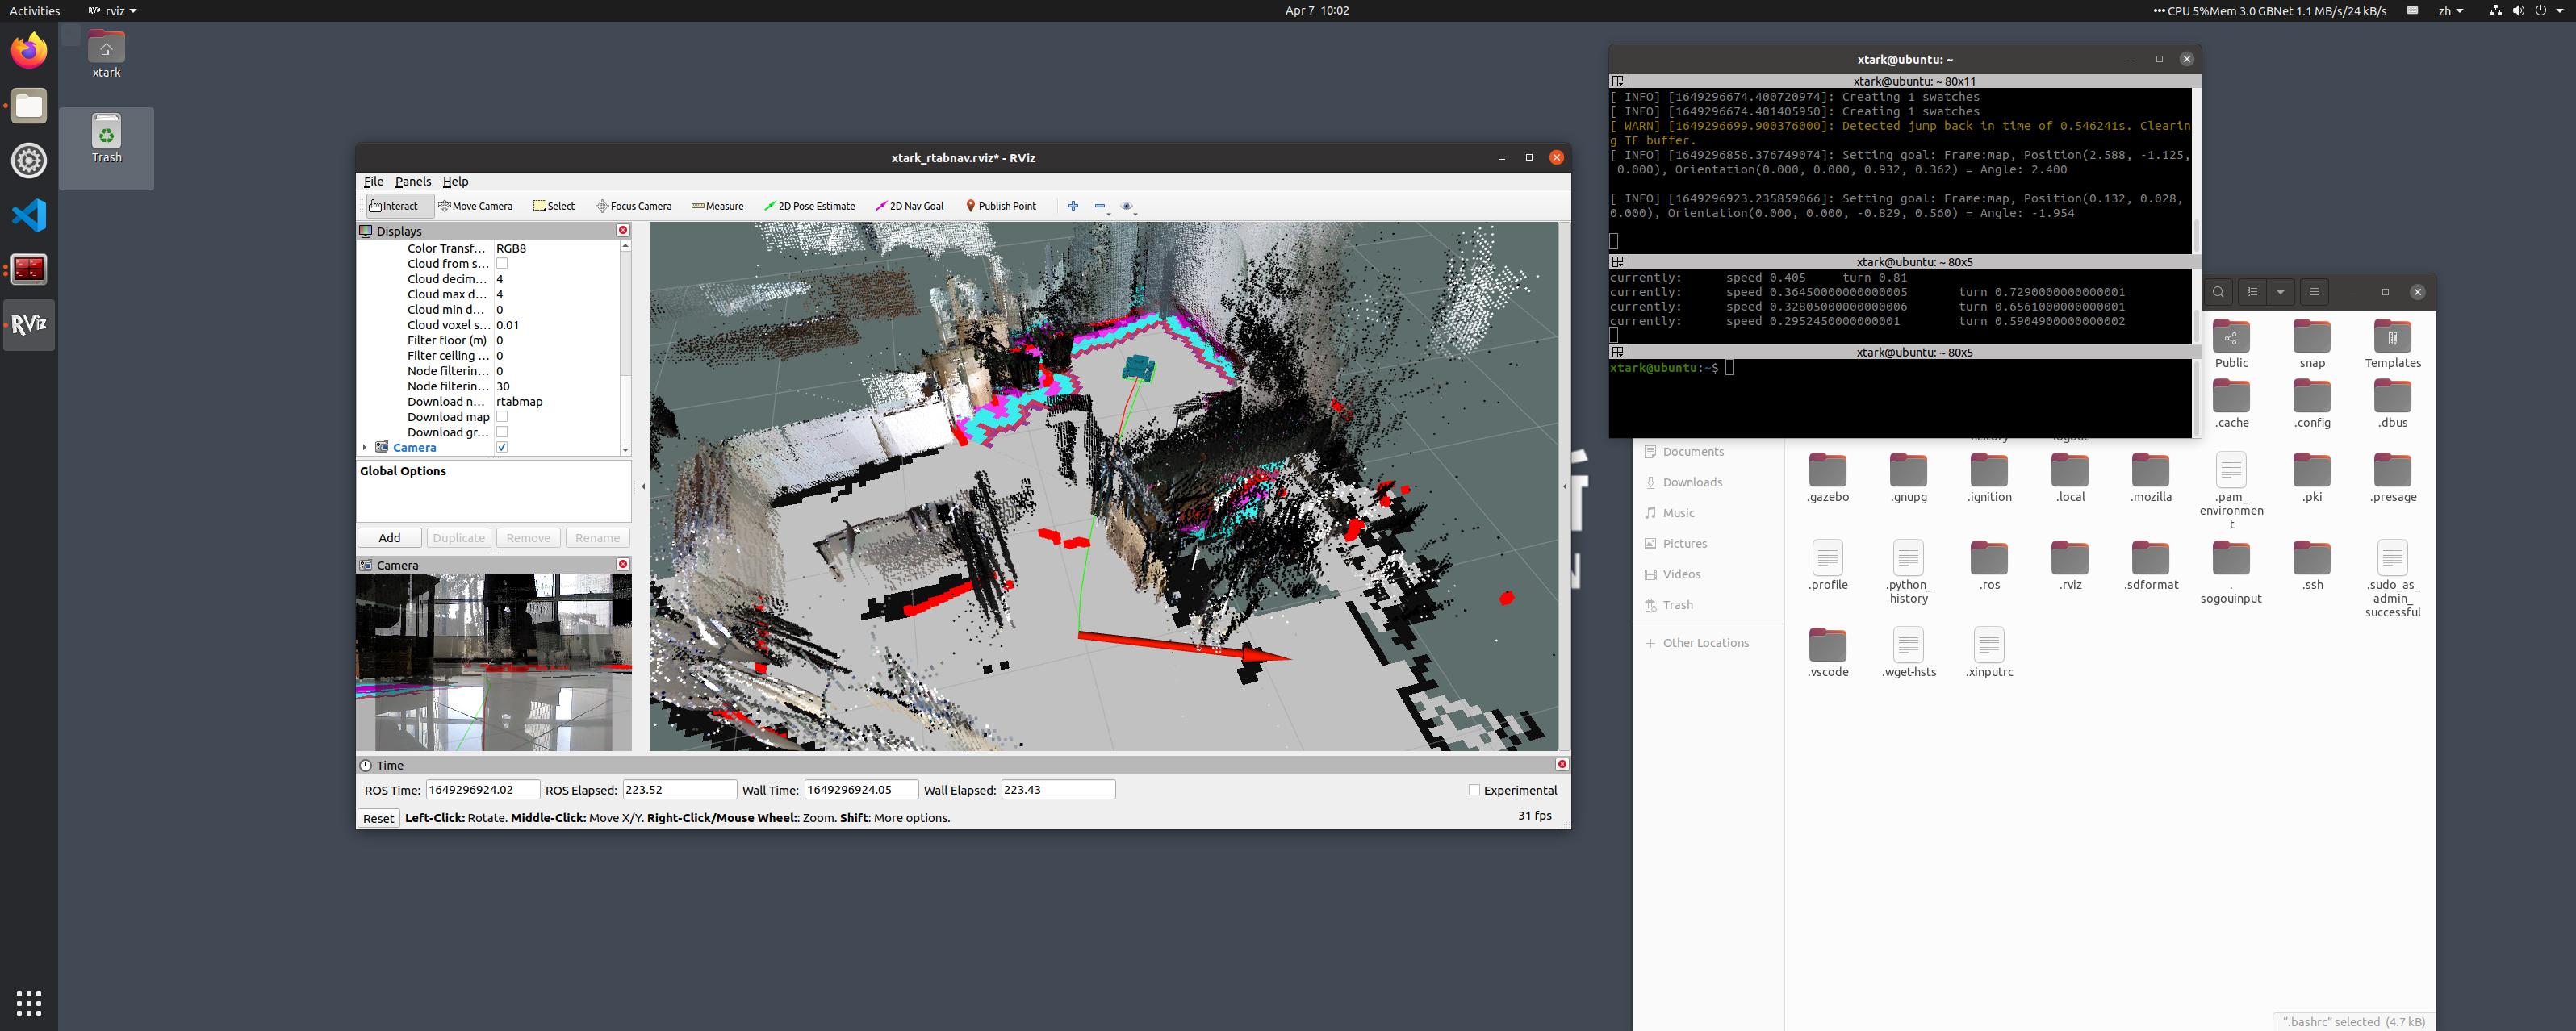 Activities
rviz
Apr 7 10:02
CPU 5%Mem 3.0 GBNet 1.1 MB/s/24 kB/s
zh
xtark
Trash
RViz
xtark_rtabnav.rviz* - RViz
File Panels Help
Interact Move Camera Select Focus Camera Measure 2D Pose Estimate 2D Nav Goal Publish Point
Displays
Color Transf... RGB8
Cloud from s...
Cloud decim... 4
Cloud max d... 4
Cloud min d... 0
Cloud voxel s... 0.01
Filter floor (m) 0
Filter ceiling ... 0
Node filterin... 0
Node filterin... 30
Download n... rtabmap
Download map
Download gr...
Camera
Global Options
Add Duplicate Remove Rename
Camera
Time
ROS Time: 1649296924.02 ROS Elapsed: 223.52 Wall Time: 1649296924.05 Wall Elapsed: 223.43 Experimental
Reset Left-Click: Rotate. Middle-Click: Move X/Y. Right-Click/Mouse Wheel:: Zoom. Shift: More options. 31 fps
xtark@ubuntu: ~
xtark@ubuntu: ~ 80x11
[ INFO] [1649296674.400720974]: Creating 1 swatches
[ INFO] [1649296674.401405950]: Creating 1 swatches
[ WARN] [1649296699.900376000]: Detected jump back in time of 0.546241s. Clearin
g TF buffer.
[ INFO] [1649296856.376749074]: Setting goal: Frame:map, Position(2.588, -1.125,
 0.000), Orientation(0.000, 0.000, 0.932, 0.362) = Angle: 2.400
[ INFO] [1649296923.235859066]: Setting goal: Frame:map, Position(0.132, 0.028,
0.000), Orientation(0.000, 0.000, -0.829, 0.560) = Angle: -1.954
xtark@ubuntu: ~ 80x5
currently: speed 0.405 turn 0.81
currently: speed 0.36450000000000005 turn 0.7290000000000001
currently: speed 0.32805000000000006 turn 0.6561000000000001
currently: speed 0.2952450000000001 turn 0.5904900000000002
xtark@ubuntu: ~ 80x5
xtark@ubuntu:~$
Documents
Downloads
Music
Pictures
Videos
Trash
Other Locations
Public snap Templates
.cache .config .dbus
history logout
.gazebo .gnupg .ignition .local .mozilla .pam_ .pki .presage
environmen
t
.profile .python_ .ros .rviz .sdformat . .ssh .sudo_as_
history sogouinput admin_
successful
.vscode .wget-hsts .xinputrc
".bashrc" selected (4.7 kB)